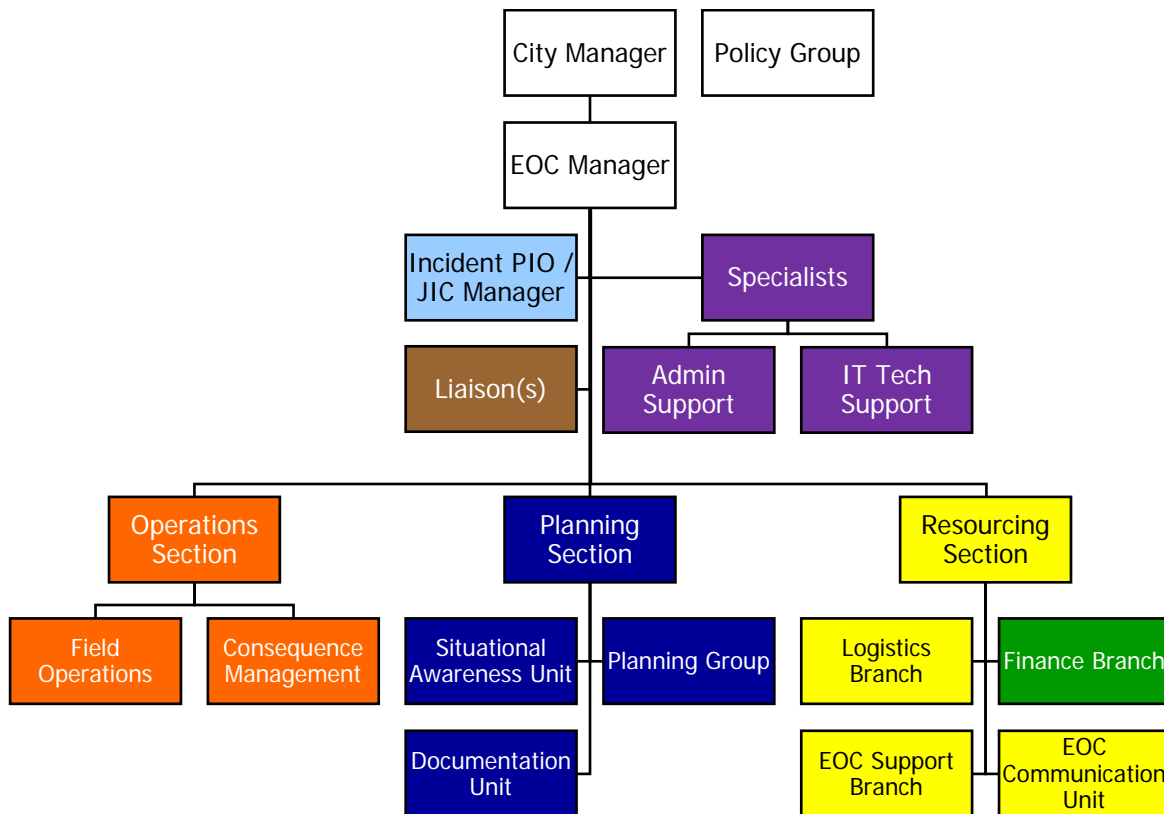 City Manager
Policy Group
EOC Manager
Incident PIO /
JIC Manager
Specialists
Liaison(s)
Admin
Support
IT Tech
Support
Operations
Section
Planning
Section
Resourcing
Section
Field
Operations
Consequence
Management
Situational
Awareness Unit
Planning Group
Logistics
Branch
Finance Branch
Documentation
Unit
EOC Support
Branch
EOC
Communication
Unit